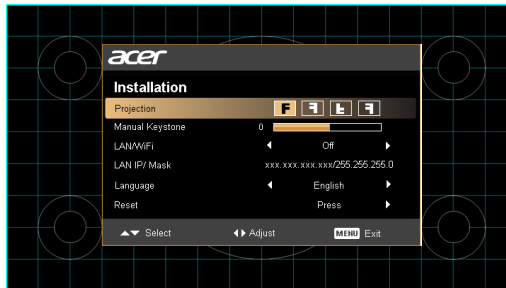 acer
Installation
Projection F F F F
Manual Keystone 0
LAN/WiFi Off
LAN IP/ Mask xxx.xxx.xxx.xxx/255.255.255.0
Language English
Reset Press
Select Adjust MENU Exit